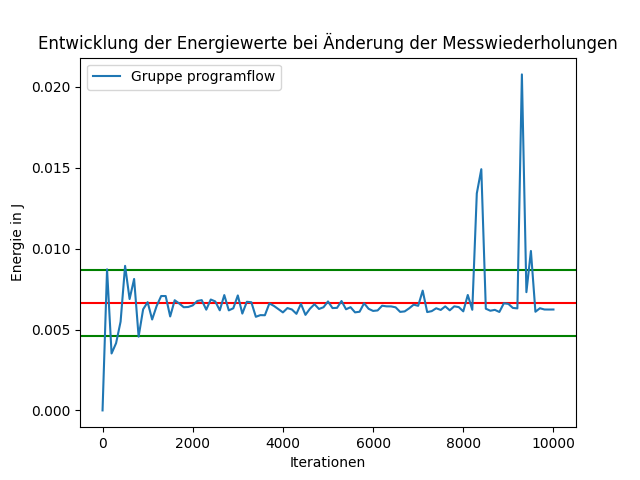 Entwicklung der Energiewerte bei Änderung der Messwiederholungen
Gruppe programflow
0.020
0.015
0.010
0.005
0.000
Energie in J
0 2000 4000 6000 8000 10000
Iterationen